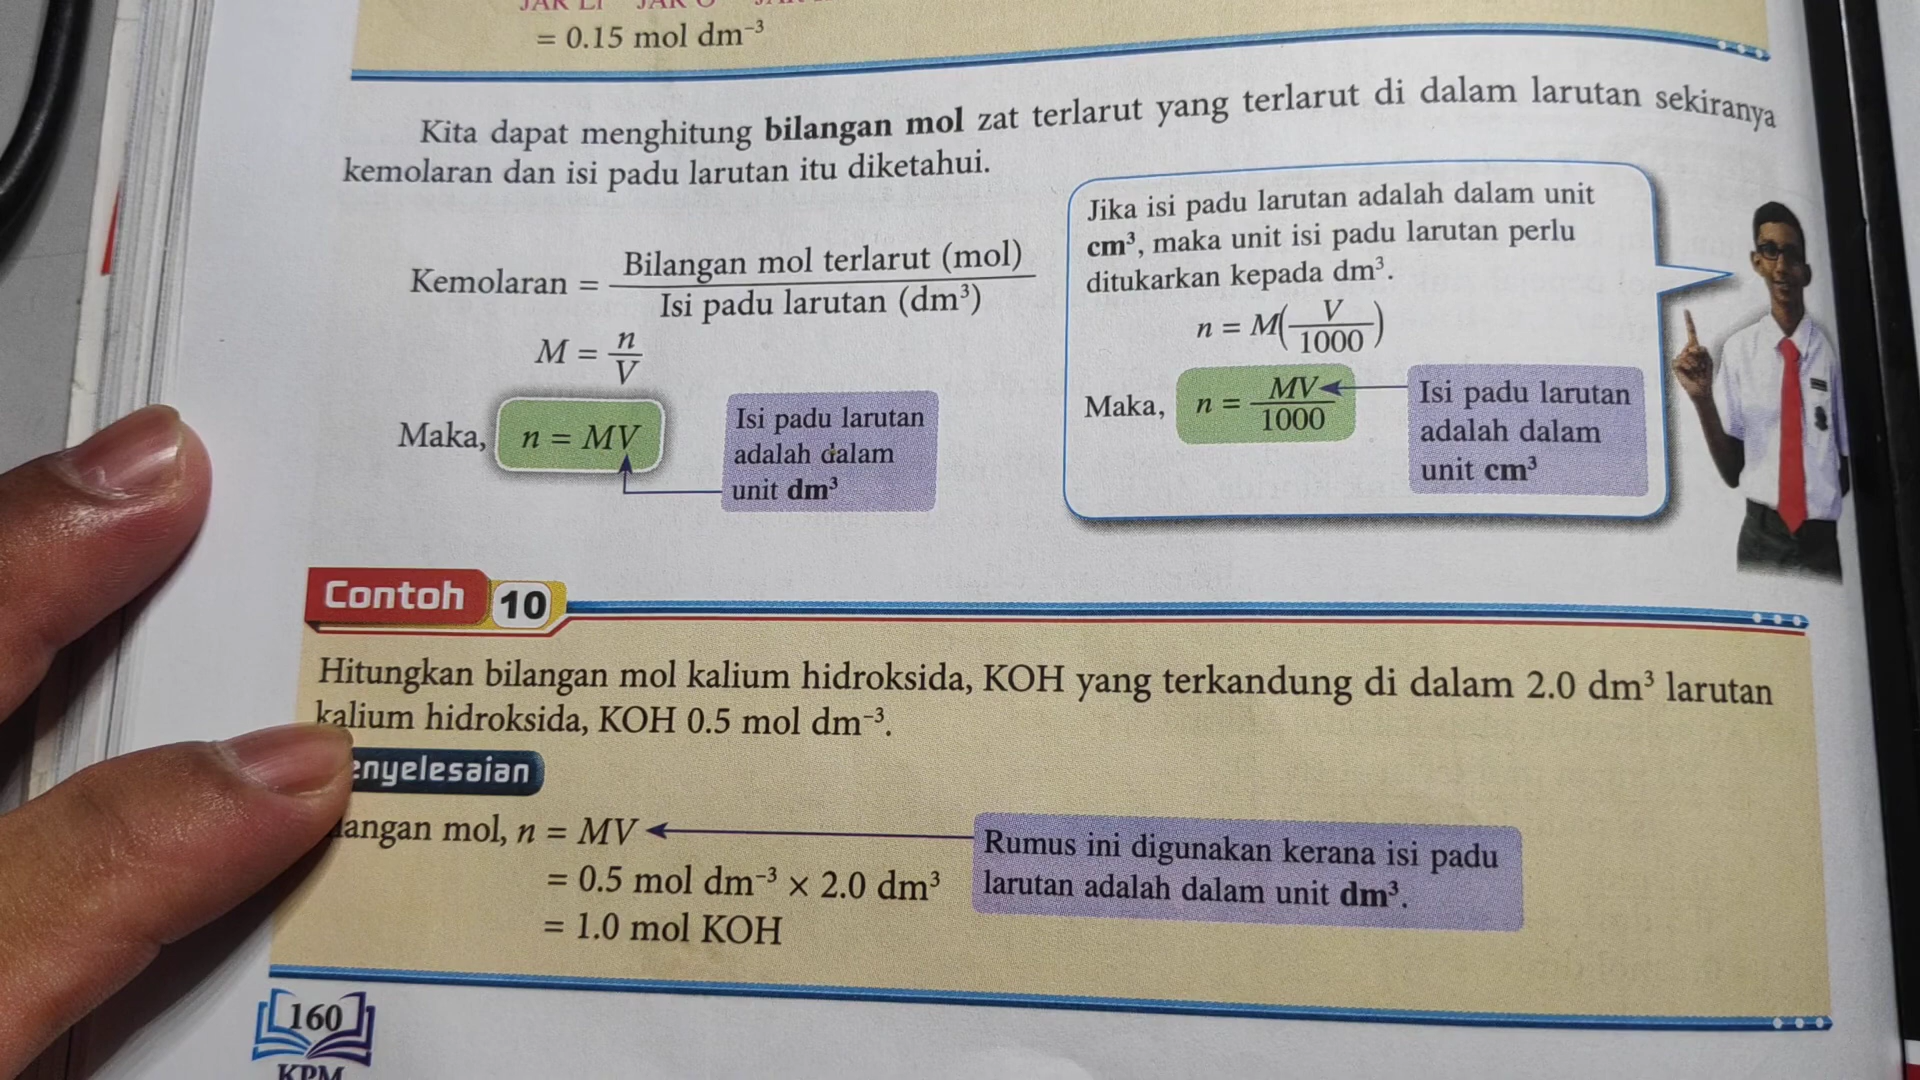 = 0.15 mol dm⁻³
Kita dapat menghitung bilangan mol zat terlarut yang terlarut di dalam larutan sekiranya
kemolaran dan isi padu larutan itu diketahui.
Kemolaran = Bilangan mol terlarut (mol) / Isi padu larutan (dm³)
M = n/V
Maka, n = MV
Isi padu larutan
adalah dalam
unit dm³
Jika isi padu larutan adalah dalam unit
cm³, maka unit isi padu larutan perlu
ditukarkan kepada dm³.
n = M(V/1000)
Maka, n = MV/1000
Isi padu larutan
adalah dalam
unit cm³
Contoh 10
Hitungkan bilangan mol kalium hidroksida, KOH yang terkandung di dalam 2.0 dm³ larutan
kalium hidroksida, KOH 0.5 mol dm⁻³.
enyelesaian
langan mol, n = MV
= 0.5 mol dm⁻³ × 2.0 dm³
= 1.0 mol KOH
Rumus ini digunakan kerana isi padu
larutan adalah dalam unit dm³.
160
KPM